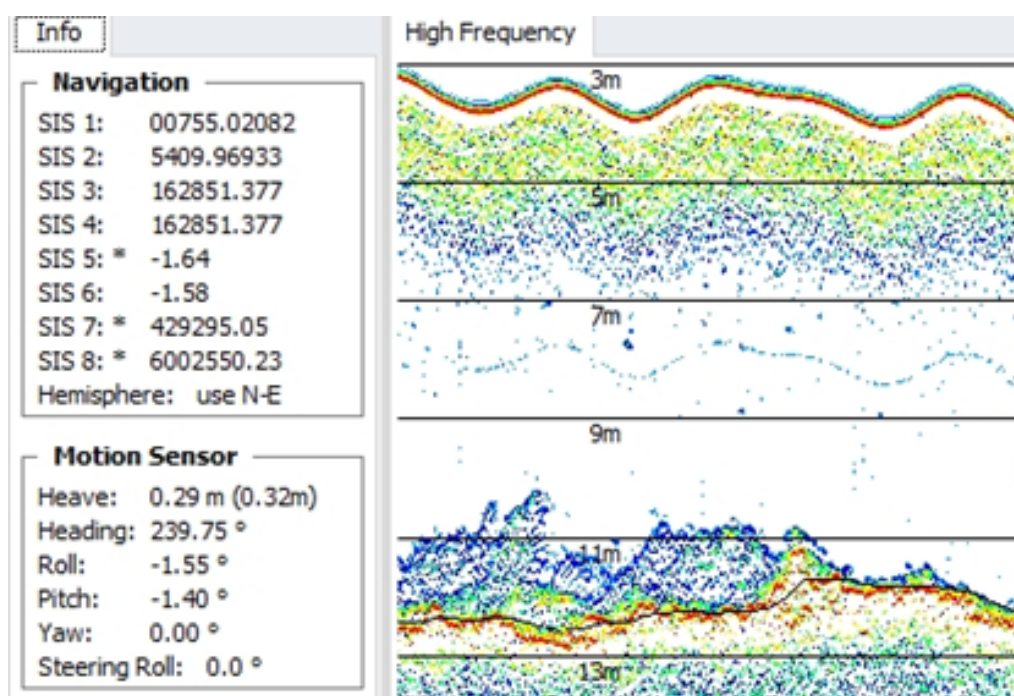 Info
High Frequency
Navigation
SIS 1: 00755.02082
SIS 2: 5409.96933
SIS 3: 162851.377
SIS 4: 162851.377
SIS 5: * -1.64
SIS 6: -1.58
SIS 7: * 429295.05
SIS 8: * 6002550.23
Hemisphere: use N-E
Motion Sensor
Heave: 0.29 m (0.32m)
Heading: 239.75 °
Roll: -1.55 °
Pitch: -1.40 °
Yaw: 0.00 °
Steering Roll: 0.0 °
3m
5m
7m
9m
11m
13m